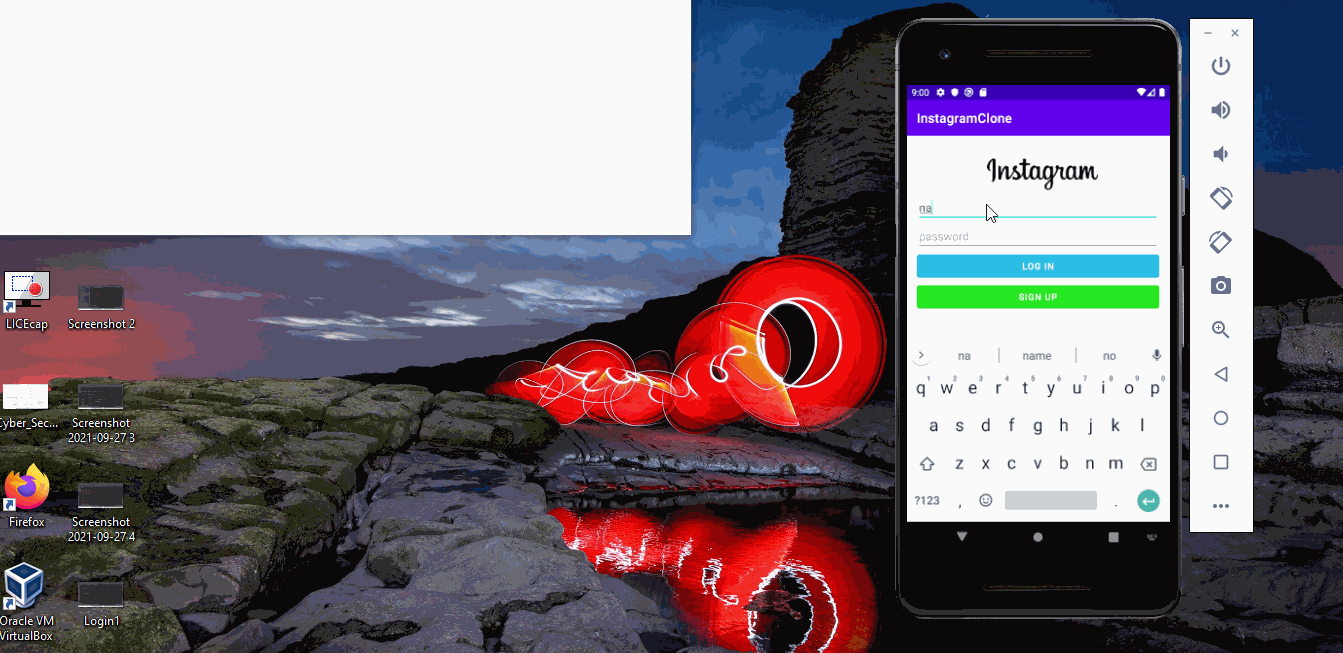 LICEcap
Screenshot 2
Cyber_Sec...
Screenshot
2021-09-27 3
Firefox
Screenshot
2021-09-27 4
Oracle VM
VirtualBox
Login1
9:00
InstagramClone
Instagram
na
password
LOG IN
SIGN UP
na name no
1 2 3 4 5 6 7 8 9 0
q w e r t y u i o p
a s d f g h j k l
z x c v b n m
?123 , .